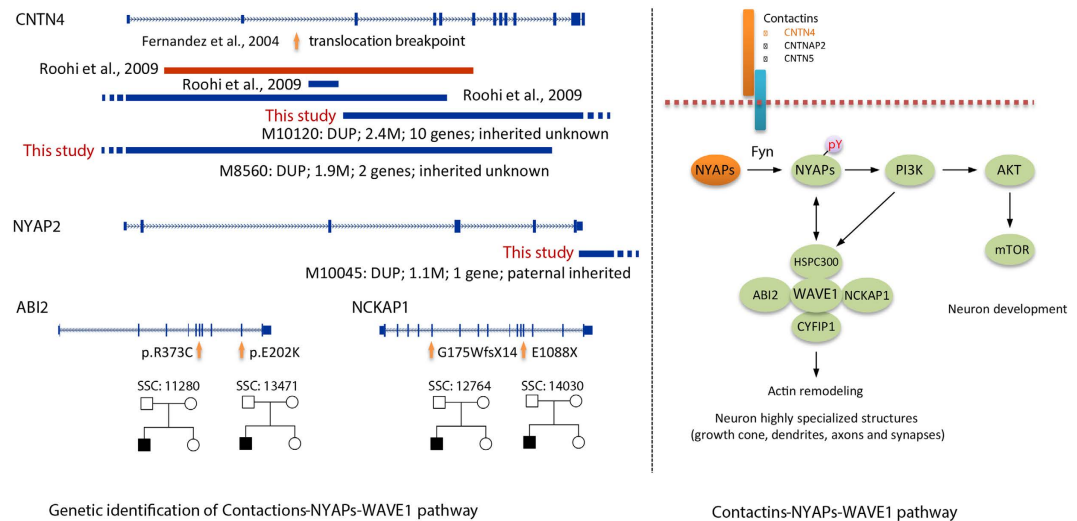 CNTN4
Fernandez et al., 2004
translocation breakpoint
Roohi et al., 2009
Roohi et al., 2009
Roohi et al., 2009
This study
M10120: DUP; 2.4M; 10 genes; inherited unknown
This study
M8560: DUP; 1.9M; 2 genes; inherited unknown
NYAP2
This study
M10045: DUP; 1.1M; 1 gene; paternal inherited
ABI2
NCKAP1
p.R373C
p.E202K
G175WfsX14
E1088X
SSC: 11280
SSC: 13471
SSC: 12764
SSC: 14030
Genetic identification of Contactions-NYAPs-WAVE1 pathway
Contactins
CNTN4
CNTNAP2
CNTN5
Fyn
pY
NYAPs
NYAPs
PI3K
AKT
mTOR
HSPC300
ABI2
WAVE1
NCKAP1
CYFIP1
Neuron development
Actin remodeling
Neuron highly specialized structures
(growth cone, dendrites, axons and synapses)
Contactins-NYAPs-WAVE1 pathway